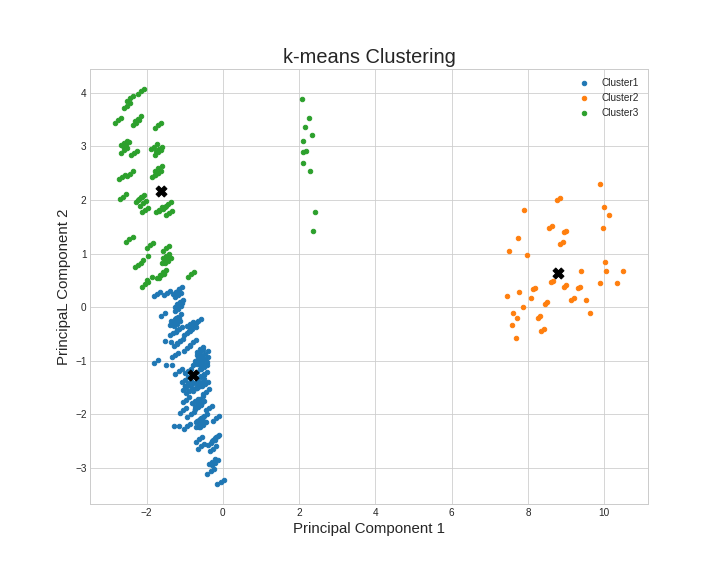 k-means Clustering
Cluster1
Cluster2
Cluster3
4
3
2
1
0
−1
−2
−3
PrincipaL Component 2
−2
0
2
4
6
8
10
Principal Component 1